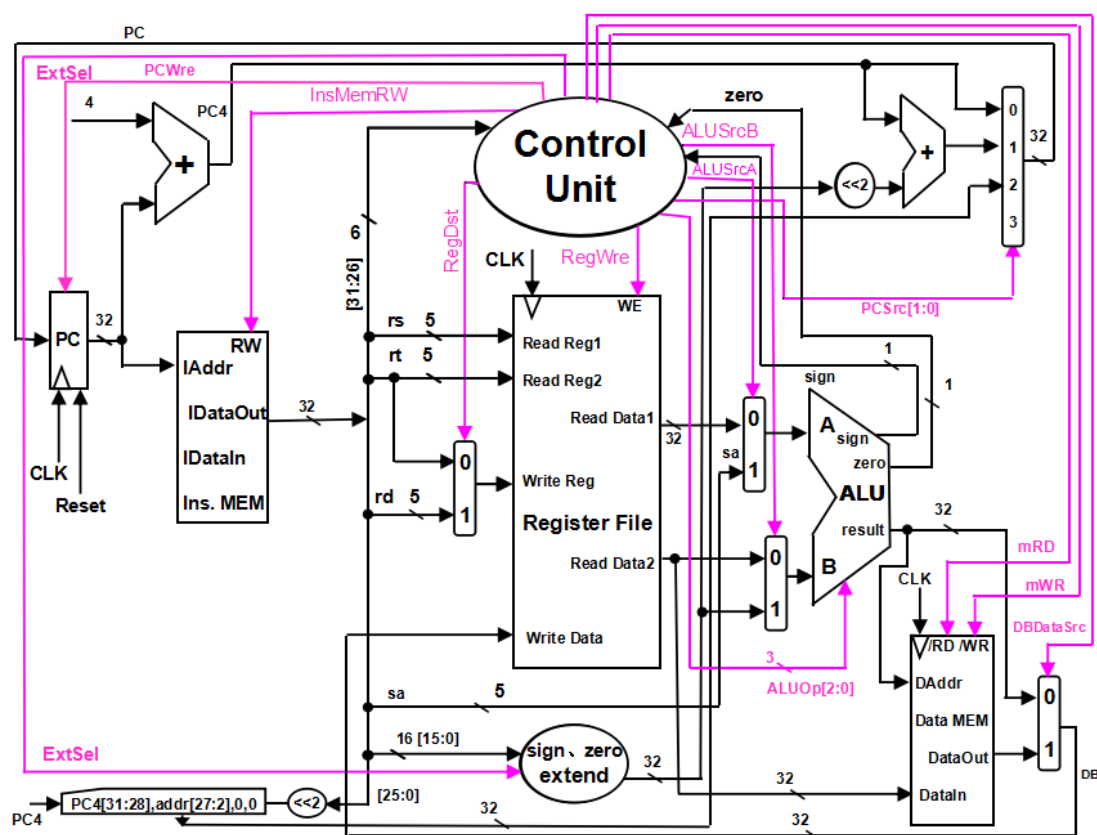 PC
ExtSel
PCWre
4
PC4
InsMemRW
zero
ALUSrcB
ALUSrcA
Control
Unit
+
+
<<2
0
1
2
3
32
6
[31:26]
RegDst
CLK
RegWre
PCSrc[1:0]
PC
32
RW
IAddr
IDataOut
32
IDataIn
Ins. MEM
CLK
Reset
rs
5
rt
5
rd
5
0
1
WE
Read Reg1
Read Reg2
Read Data1
32
Write Reg
Register File
Read Data2
Write Data
sa
0
1
0
1
sign
1
1
A
sign
zero
ALU
result
B
32
3
ALUOp[2:0]
mRD
CLK
mWR
DBDataSrc
/RD /WR
DAddr
Data MEM
DataOut
DataIn
0
1
DB
sa
5
ExtSel
16 [15:0]
sign、zero
extend
32
32
[25:0]
<<2
PC4[31:28],addr[27:2],0,0
PC4
32
32